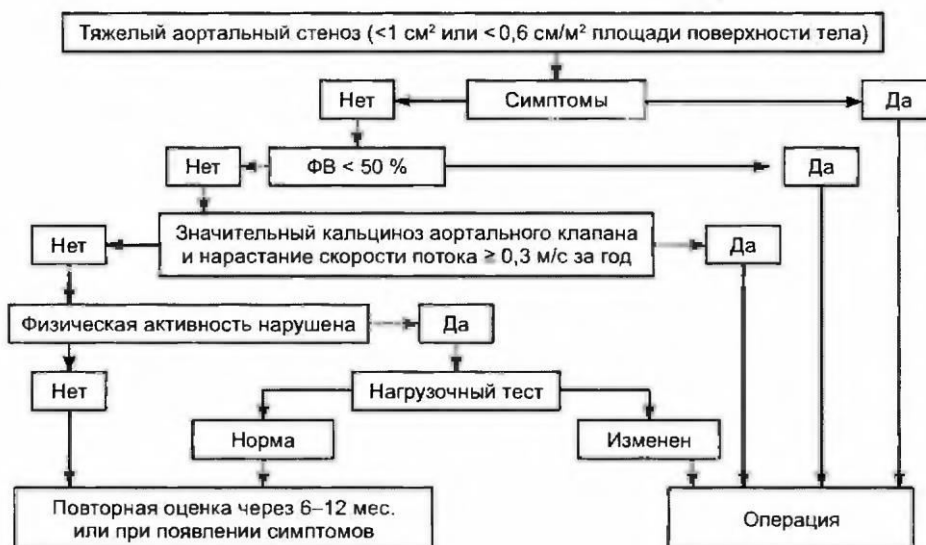 Тяжелый аортальный стеноз (<1 см² или <0,6 см/м² площади поверхности тела)
Нет
Симптомы
Да
Нет
ФВ < 50 %
Да
Нет
Значительный кальциноз аортального клапана
и нарастание скорости потока ≥ 0,3 м/с за год
Да
Физическая активность нарушена
Да
Нет
Нагрузочный тест
Норма
Изменен
Повторная оценка через 6–12 мес.
или при появлении симптомов
Операция